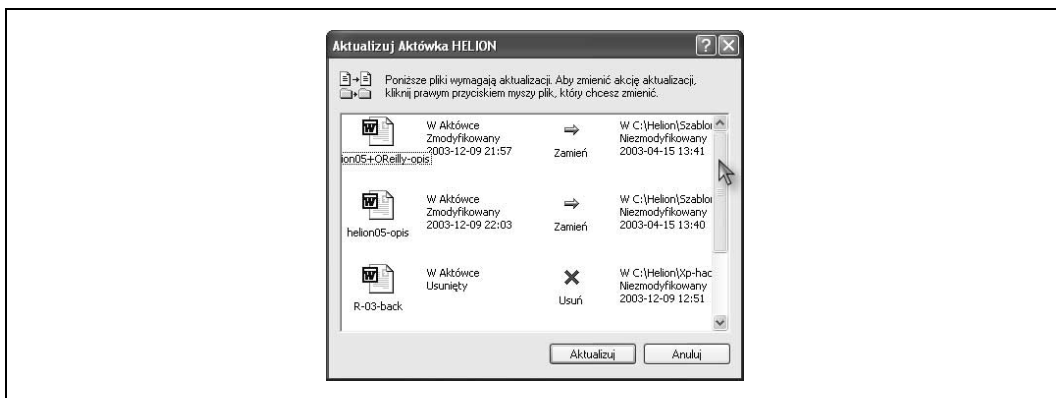 Aktualizuj Aktówka HELION
Poniższe pliki wymagają aktualizacji. Aby zmienić akcję aktualizacji,
kliknij prawym przyciskiem myszy plik, który chcesz zmienić.
W Aktówce
Zmodyfikowany
2003-12-09 21:57
ion05+OReilly-opis
Zamień
W C:\Helion\Szablo
Niezmodyfikowany
2003-04-15 13:41
W Aktówce
Zmodyfikowany
2003-12-09 22:03
helion05-opis
Zamień
W C:\Helion\Szablo
Niezmodyfikowany
2003-04-15 13:40
W Aktówce
Usunięty
R-03-back
Usuń
W C:\Helion\Xp-hac
Niezmodyfikowany
2003-12-09 12:51
Aktualizuj
Anuluj